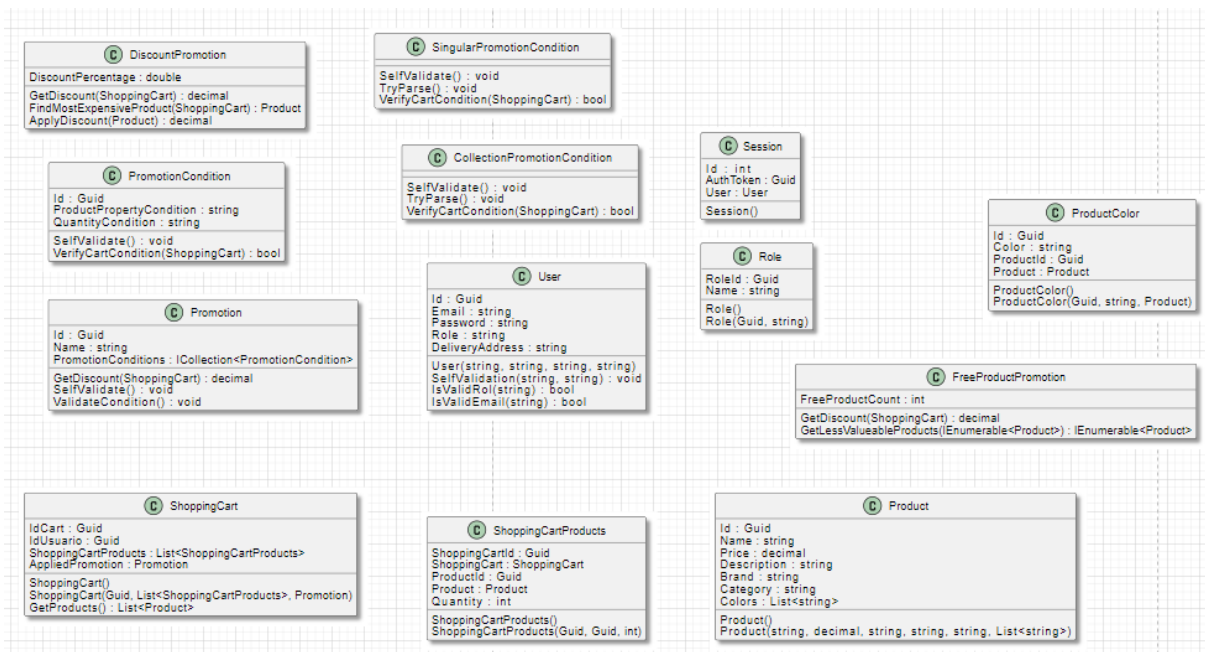 DiscountPromotion
DiscountPercentage : double
GetDiscount(ShoppingCart) : decimal
FindMostExpensiveProduct(ShoppingCart) : Product
ApplyDiscount(Product) : decimal
SingularPromotionCondition
SelfValidate() : void
TryParse() : void
VerifyCartCondition(ShoppingCart) : bool
PromotionCondition
Id : Guid
ProductPropertyCondition : string
QuantityCondition : string
SelfValidate() : void
VerifyCartCondition(ShoppingCart) : bool
CollectionPromotionCondition
SelfValidate() : void
TryParse() : void
VerifyCartCondition(ShoppingCart) : bool
Session
Id : int
AuthToken : Guid
User : User
Session()
ProductColor
Id : Guid
Color : string
ProductId : Guid
Product : Product
ProductColor()
ProductColor(Guid, string, Product)
Role
RoleId : Guid
Name : string
Role()
Role(Guid, string)
User
Id : Guid
Email : string
Password : string
Role : string
DeliveryAddress : string
User(string, string, string, string)
SelfValidation(string, string) : void
IsValidRol(string) : bool
IsValidEmail(string) : bool
Promotion
Id : Guid
Name : string
PromotionConditions : ICollection<PromotionCondition>
GetDiscount(ShoppingCart) : decimal
SelfValidate() : void
ValidateCondition() : void
FreeProductPromotion
FreeProductCount : int
GetDiscount(ShoppingCart) : decimal
GetLessValueableProducts(IEnumerable<Product>) : IEnumerable<Product>
ShoppingCart
IdCart : Guid
IdUsuario : Guid
ShoppingCartProducts : List<ShoppingCartProducts>
AppliedPromotion : Promotion
ShoppingCart()
ShoppingCart(Guid, List<ShoppingCartProducts>, Promotion)
GetProducts() : List<Product>
ShoppingCartProducts
ShoppingCartId : Guid
ShoppingCart : ShoppingCart
ProductId : Guid
Product : Product
Quantity : int
ShoppingCartProducts()
ShoppingCartProducts(Guid, Guid, int)
Product
Id : Guid
Name : string
Price : decimal
Description : string
Brand : string
Category : string
Colors : List<string>
Product()
Product(string, decimal, string, string, string, List<string>)